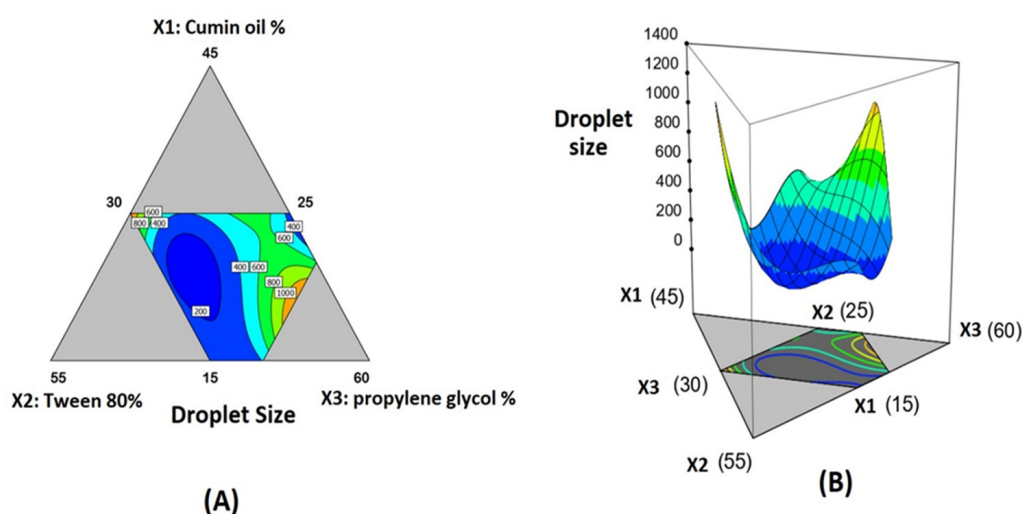 X1: Cumin oil %
45
30
25
600
800
400
400
600
400
600
800
1000
200
55
15
60
X2: Tween 80%
X3: propylene glycol %
Droplet Size
(A)
1400
1200
1000
800
600
400
200
0
Droplet
size
X1 (45)
X2 (25)
X3 (60)
X3 (30)
X1 (15)
X2 (55)
(B)